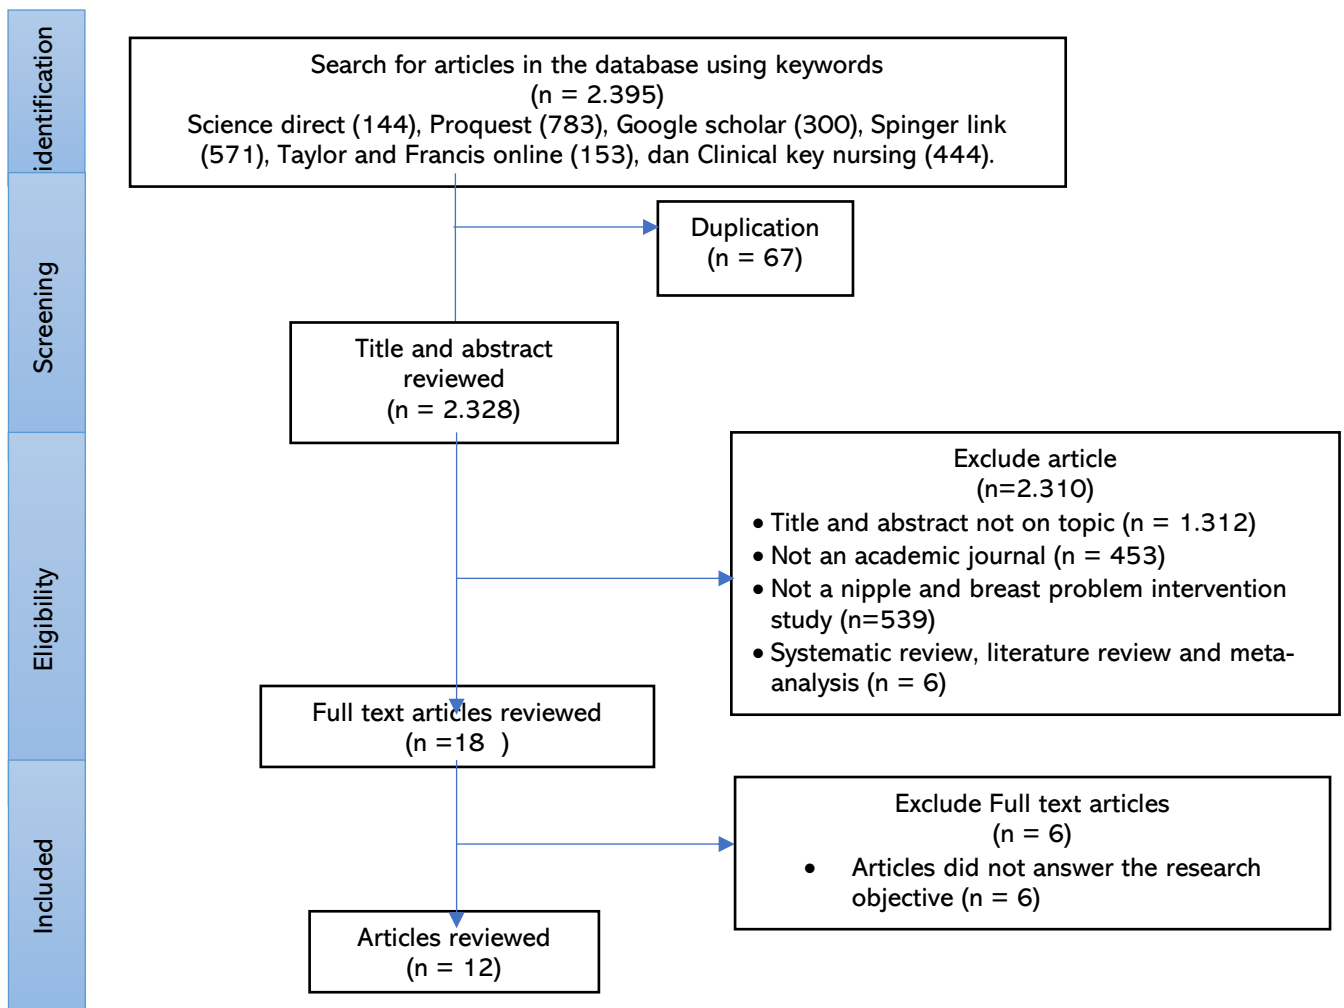 identification
Search for articles in the database using keywords
(n = 2.395)
Science direct (144), Proquest (783), Google scholar (300), Spinger link
(571), Taylor and Francis online (153), dan Clinical key nursing (444).
Screening
Duplication
(n = 67)
Title and abstract
reviewed
(n = 2.328)
Eligibility
Exclude article
(n=2.310)
• Title and abstract not on topic (n = 1.312)
• Not an academic journal (n = 453)
• Not a nipple and breast problem intervention
study (n=539)
• Systematic review, literature review and meta-
analysis (n = 6)
Full text articles reviewed
(n =18 )
Included
Exclude Full text articles
(n = 6)
• Articles did not answer the research
objective (n = 6)
Articles reviewed
(n = 12)